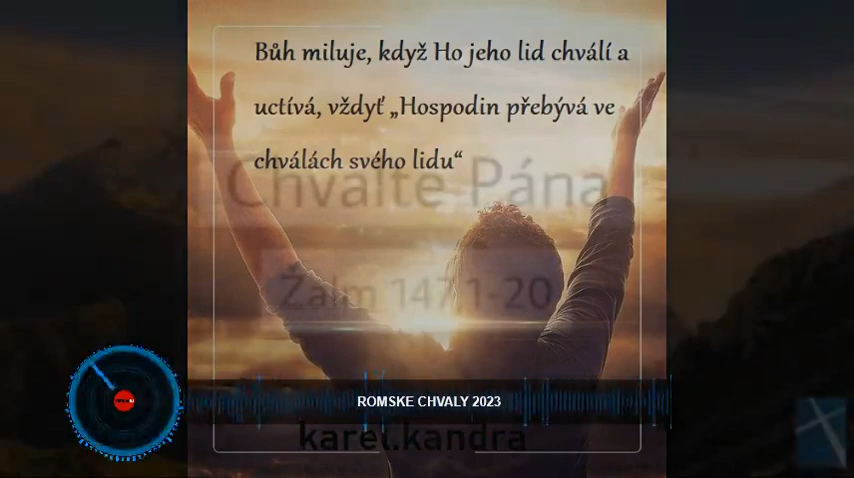 Bůh miluje, když Ho jeho lid chválí a
uctívá, vždyť „Hospodin přebývá ve
chválách svého lidu“
Chvalte Pána
Žalm 147,1-20
ROMSKE CHVALY 2023
karel.kandra